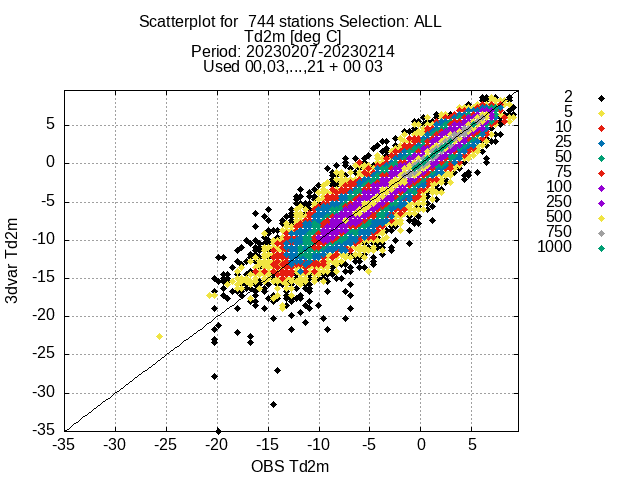 Scatterplot for  744 stations Selection: ALL
Td2m [deg C]
Period: 20230207-20230214
Used 00,03,...,21 + 00 03
2
5
10
25
50
75
100
250
500
750
1000
3dvar Td2m
5
0
-5
-10
-15
-20
-25
-30
-35
-35 -30 -25 -20 -15 -10 -5 0 5
OBS Td2m